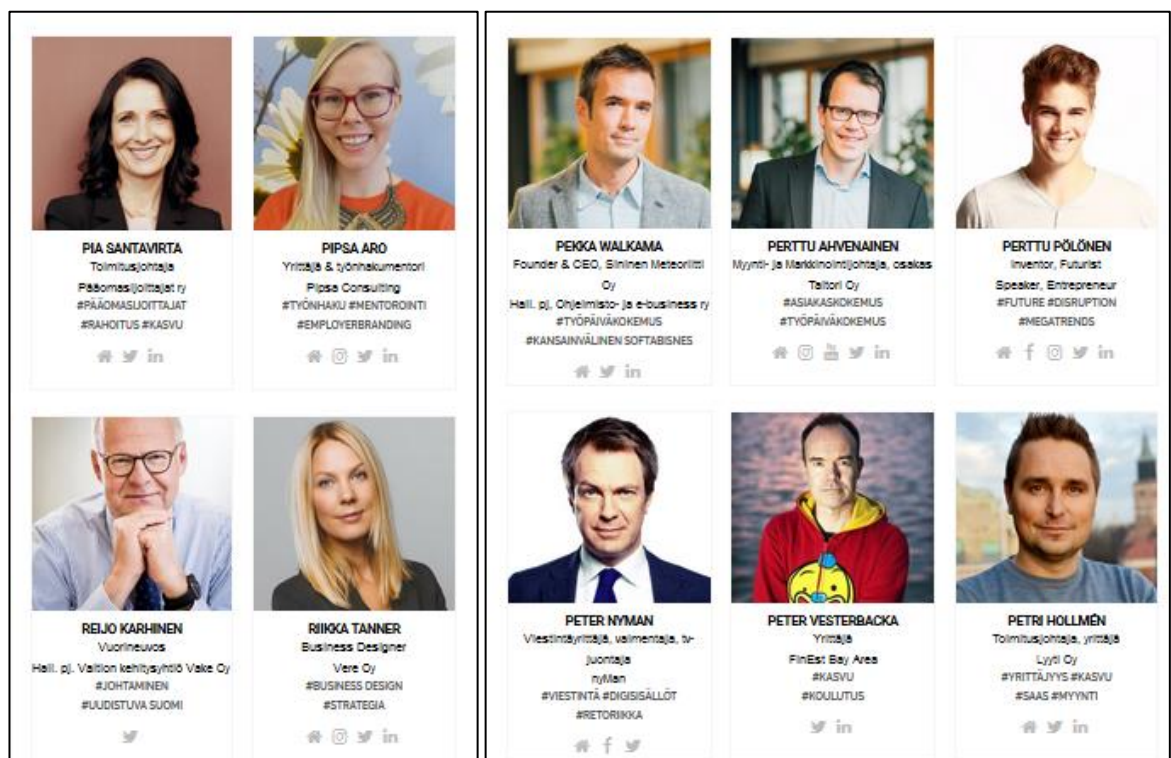 PIA SANTAVIRTA
Toimitusjohtaja
Pääomasijoittajat ry
#PÄÄOMASIJOITTAJAT
#RAHOITUS #KASVU
PIPSA ARO
Yrittäjä & työnhakumentori
Pipsa Consulting
#TYÖNHAKU #MENTOROINTI
#EMPLOYERBRANDING
REIJO KARHINEN
Vuorineuvos
Hall. pj. Valtion kehitysyhtiö Vake Oy
#JOHTAMINEN
#UUDISTUVA SUOMI
RIIKKA TANNER
Business Designer
Vere Oy
#BUSINESS DESIGN
#STRATEGIA
PEKKA WALKAMA
Founder & CEO, Sininen Meteoriitti
Oy
Hall. pj, Ohjelmisto- ja e-business ry
#TYÖPÄIVÄKOKEMUS
#KANSAINVÄLINEN SOFTABISNES
PERTTU AHVENAINEN
Myynti- ja Markkinointijohtaja, osakas
Taitori Oy
#ASIAKASKOKEMUS
#TYÖPÄIVÄKOKEMUS
PERTTU PÖLÖNEN
Inventor, Futurist
Speaker, Entrepreneur
#FUTURE #DISRUPTION
#MEGATRENDS
PETER NYMAN
Viestintäyrittäjä, valmentaja, tv-
juontaja
nyMan
#VIESTINTÄ #DIGISISÄLLÖT
#RETORIIKKA
PETER VESTERBACKA
Yrittäjä
FinEst Bay Area
#KASVU
#KOULUTUS
PETRI HOLLMÉN
Toimitusjohtaja, yrittäjä
Lyyti Oy
#YRITTÄJYYS #KASVU
#SAAS #MYYNTI